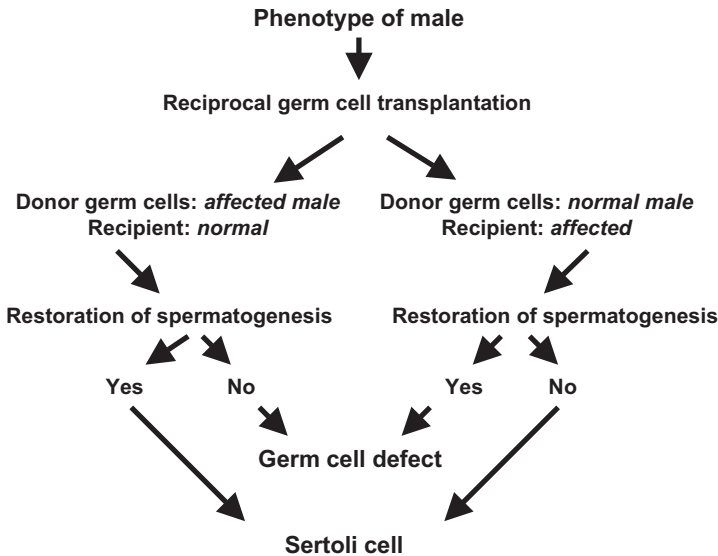 Phenotype of male
Reciprocal germ cell transplantation
Donor germ cells: affected male
Recipient: normal
Donor germ cells: normal male
Recipient: affected
Restoration of spermatogenesis
Restoration of spermatogenesis
Yes
No
Yes
No
Germ cell defect
Sertoli cell